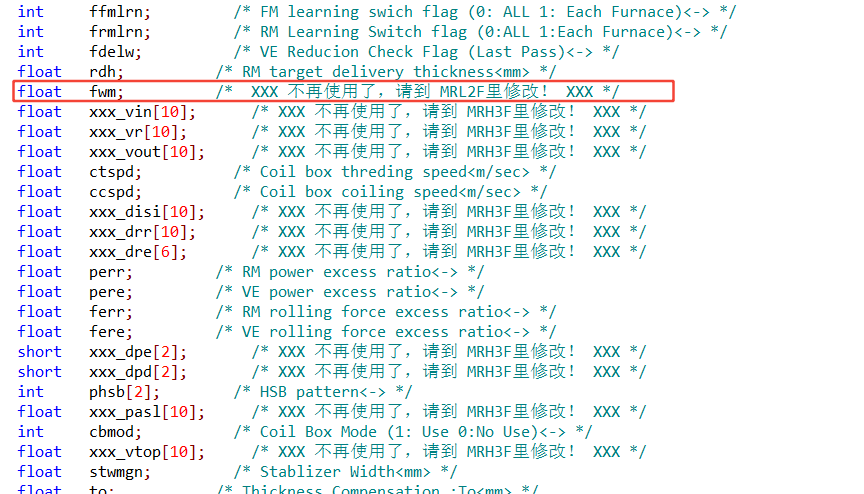 int ffmlrn; /* FM learning swich flag (0: ALL 1: Each Furnace)<-> */
int frmlrn; /* RM Learning Switch flag (0:ALL 1:Each Furnace)<-> */
int fdelw; /* VE Reducion Check Flag (Last Pass)<-> */
float rdh; /* RM target delivery thickness<mm> */
float fwm; /* XXX 不再使用了，请到 MRL2F里修改！ XXX */
float xxx_vin[10]; /* XXX 不再使用了，请到 MRH3F里修改！ XXX */
float xxx_vr[10]; /* XXX 不再使用了，请到 MRH3F里修改！ XXX */
float xxx_vout[10]; /* XXX 不再使用了，请到 MRH3F里修改！ XXX */
float ctspd; /* Coil box threding speed<m/sec> */
float ccspd; /* Coil box coiling speed<m/sec> */
float xxx_disi[10]; /* XXX 不再使用了，请到 MRH3F里修改！ XXX */
float xxx_drr[10]; /* XXX 不再使用了，请到 MRH3F里修改！ XXX */
float xxx_dre[6]; /* XXX 不再使用了，请到 MRH3F里修改！ XXX */
float perr; /* RM power excess ratio<-> */
float pere; /* VE power excess ratio<-> */
float ferr; /* RM rolling force excess ratio<-> */
float fere; /* VE rolling force excess ratio<-> */
short xxx_dpe[2]; /* XXX 不再使用了，请到 MRH3F里修改！ XXX */
short xxx_dpd[2]; /* XXX 不再使用了，请到 MRH3F里修改！ XXX */
int phsb[2]; /* HSB pattern<-> */
float xxx_pasl[10]; /* XXX 不再使用了，请到 MRH3F里修改！ XXX */
int cbmod; /* Coil Box Mode (1: Use 0:No Use)<-> */
float xxx_vtop[10]; /* XXX 不再使用了，请到 MRH3F里修改！ XXX */
float stwmgn; /* Stablizer Width<mm> */
float to; /* Thickness Compensation :To<mm> */